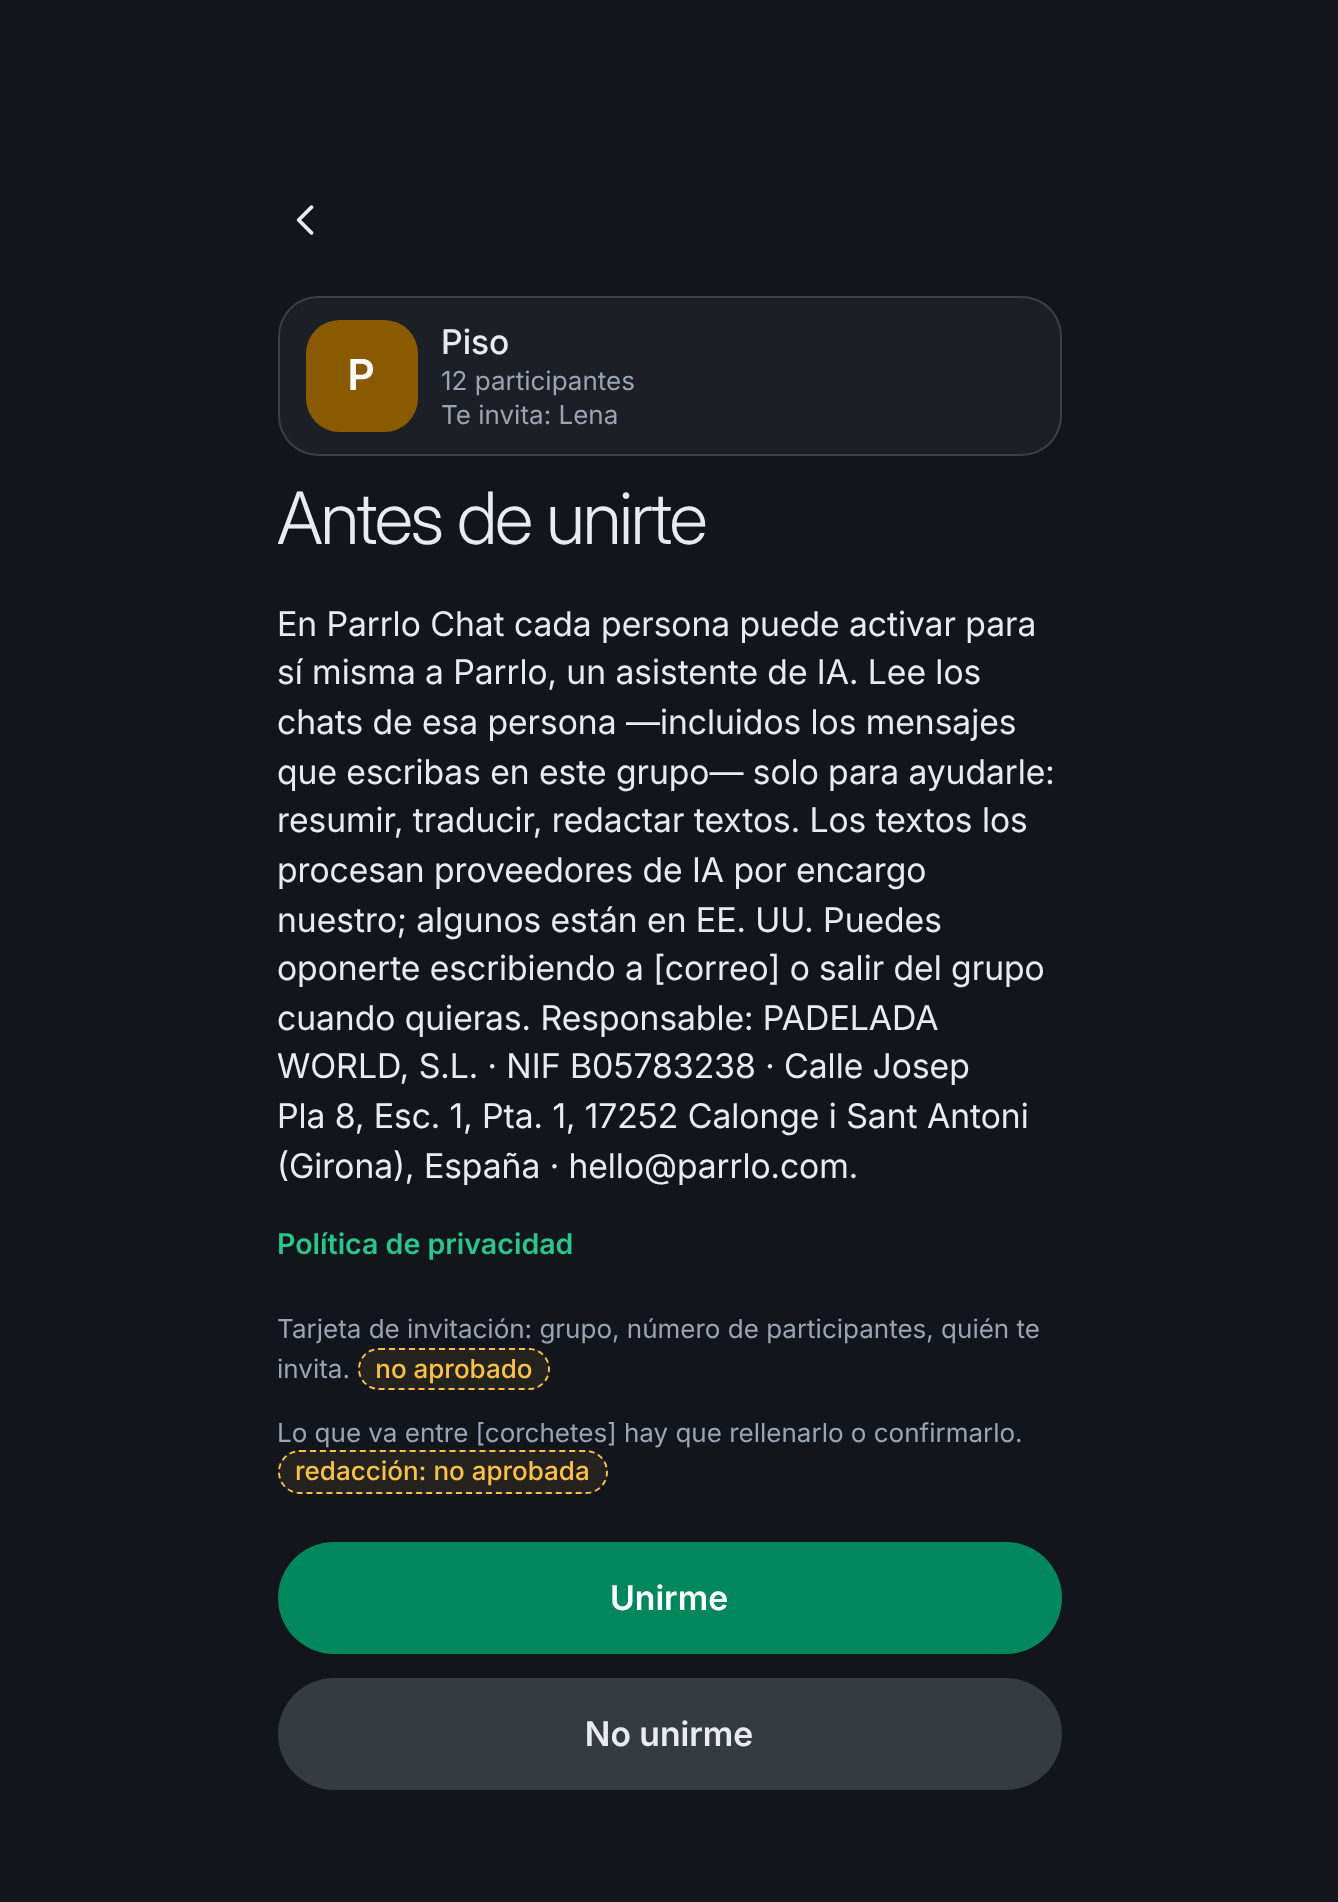 P
Piso
12 participantes
Te invita: Lena
Antes de unirte
En Parrlo Chat cada persona puede activar para
sí misma a Parrlo, un asistente de IA. Lee los
chats de esa persona —incluidos los mensajes
que escribas en este grupo— solo para ayudarle:
resumir, traducir, redactar textos. Los textos los
procesan proveedores de IA por encargo
nuestro; algunos están en EE. UU. Puedes
oponerte escribiendo a [correo] o salir del grupo
cuando quieras. Responsable: PADELADA
WORLD, S.L. · NIF B05783238 · Calle Josep
Pla 8, Esc. 1, Pta. 1, 17252 Calonge i Sant Antoni
(Girona), España · hello@parrlo.com.
Política de privacidad
Tarjeta de invitación: grupo, número de participantes, quién te
invita. no aprobado
Lo que va entre [corchetes] hay que rellenarlo o confirmarlo.
redacción: no aprobada
Unirme
No unirme